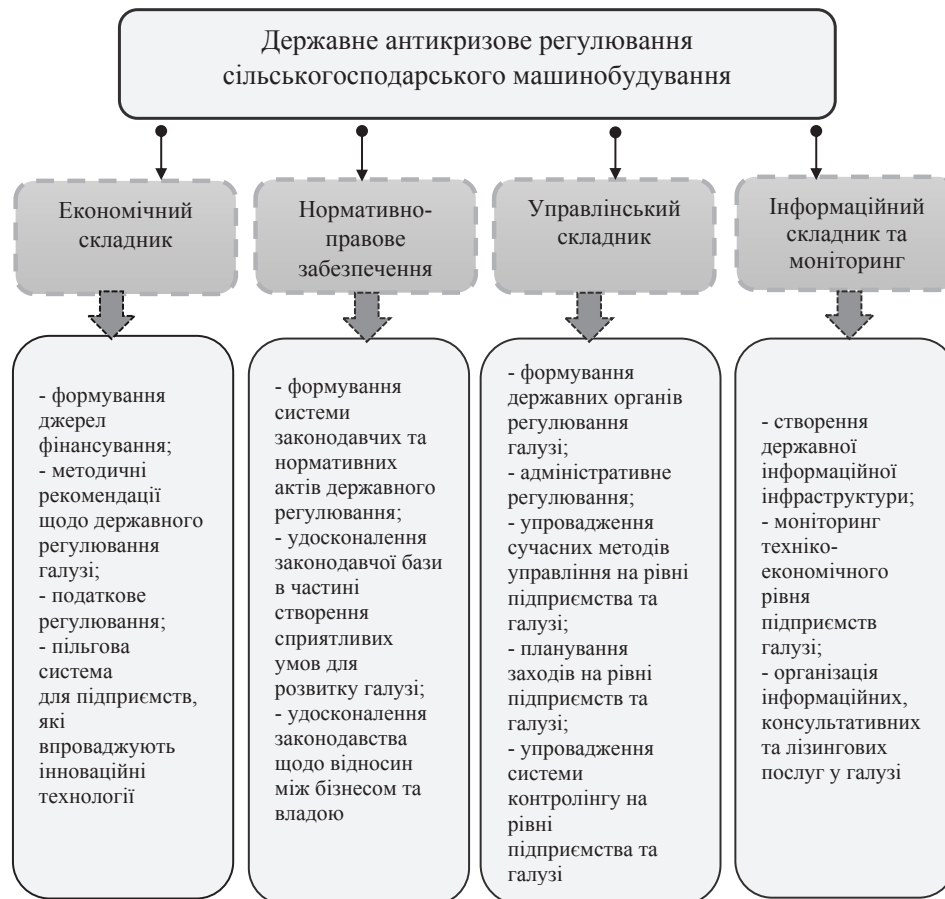 Державне антикризове регулювання
сільськогосподарського машинобудування
Економічний
складник
Нормативно-
правове
забезпечення
Управлінський
складник
Інформаційний
складник та
моніторинг
- формування
джерел
фінансування;
- методичні
рекомендації
щодо державного
регулювання
галузі;
- податкове
регулювання;
- пільгова
система
для підприємств,
які
впроваджують
інноваційні
технології
- формування
системи
законодавчих та
нормативних
актів державного
регулювання;
- удосконалення
законодавчої бази
в частині
створення
сприятливих
умов для
розвитку галузі;
- удосконалення
законодавства
щодо відносин
між бізнесом та
владою
- формування
державних органів
регулювання
галузі;
- адміністративне
регулювання;
- упровадження
сучасних методів
управління на рівні
підприємства та
галузі;
- планування
заходів на рівні
підприємств та
галузі;
- упровадження
системи
контролінгу на
рівні
підприємства та
галузі
- створення
державної
інформаційної
інфраструктури;
- моніторинг
техніко-
економічного
рівня
підприємств
галузі;
- організація
інформаційних,
консультативних
та лізингових
послуг у галузі